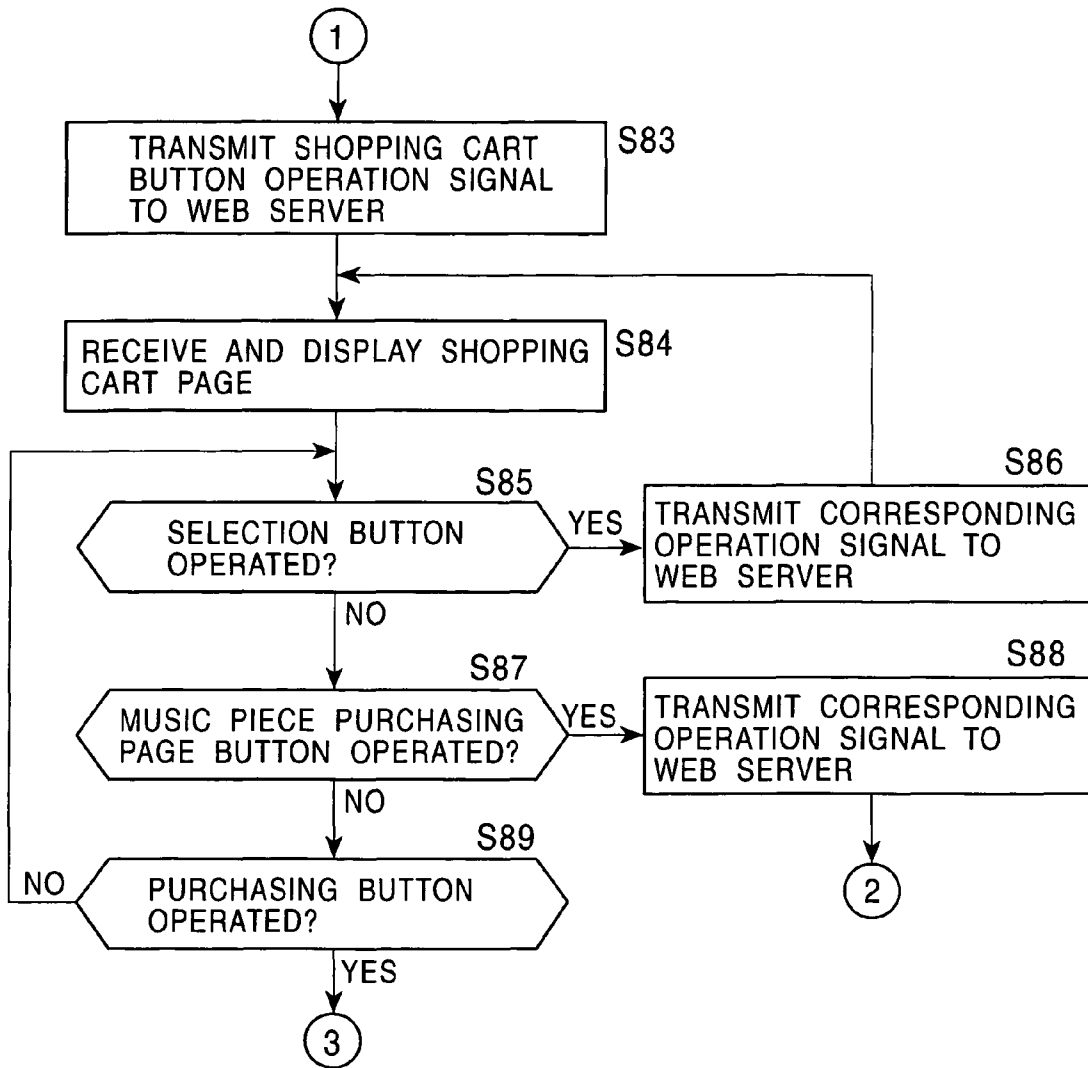 1
TRANSMIT SHOPPING CART
BUTTON OPERATION SIGNAL
TO WEB SERVER
S83
RECEIVE AND DISPLAY SHOPPING
CART PAGE
S84
S85
SELECTION BUTTON
OPERATED?
YES
NO
S86
TRANSMIT CORRESPONDING
OPERATION SIGNAL TO
WEB SERVER
S87
MUSIC PIECE PURCHASING
PAGE BUTTON OPERATED?
YES
NO
S88
TRANSMIT CORRESPONDING
OPERATION SIGNAL TO
WEB SERVER
2
S89
PURCHASING BUTTON
OPERATED?
NO
YES
3